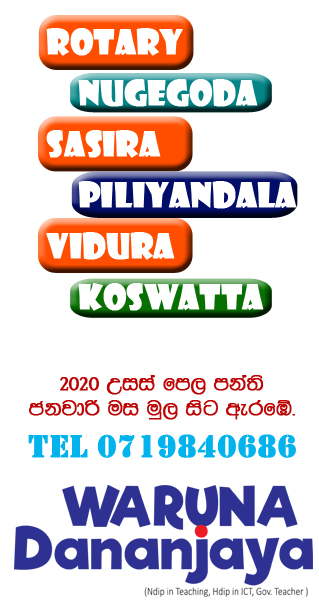 ROTARY
NUGEGODA
SASIRA
PILIYANDALA
VIDURA
KOSWATTA
2020 උසස් පෙල පන්ති
ජනවාරි මස මුල සිට ඇරඹේ.
TEL 0719840686
WARUNA
Dananjaya
(Ndip in Teaching, Hdip in ICT, Gov. Teacher )